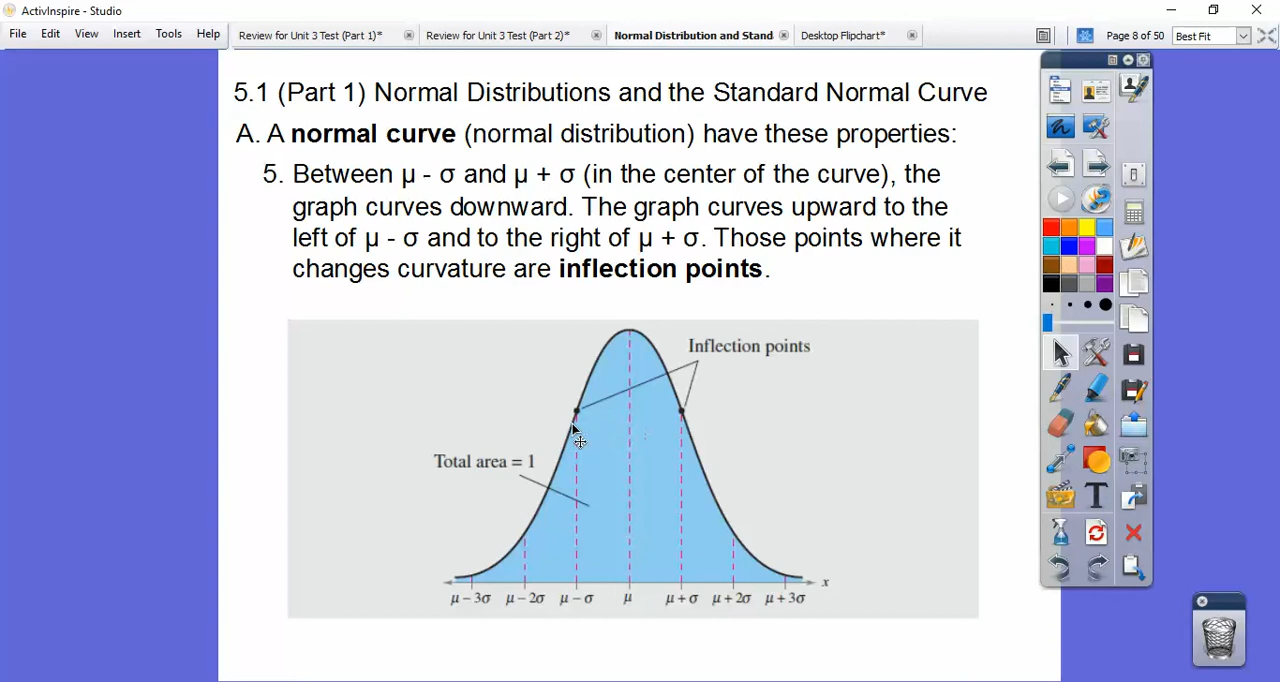 ActivInspire - Studio
File Edit View Insert Tools Help
Review for Unit 3 Test (Part 1)* Review for Unit 3 Test (Part 2)* Normal Distribution and Stand Desktop Flipchart* Page 8 of 50 Best Fit
5.1 (Part 1) Normal Distributions and the Standard Normal Curve
A. A normal curve (normal distribution) have these properties:
5. Between μ - σ and μ + σ (in the center of the curve), the
graph curves downward. The graph curves upward to the
left of μ - σ and to the right of μ + σ. Those points where it
changes curvature are inflection points.
Inflection points
Total area = 1
x
μ − 3σ μ − 2σ μ − σ μ μ + σ μ + 2σ μ + 3σ